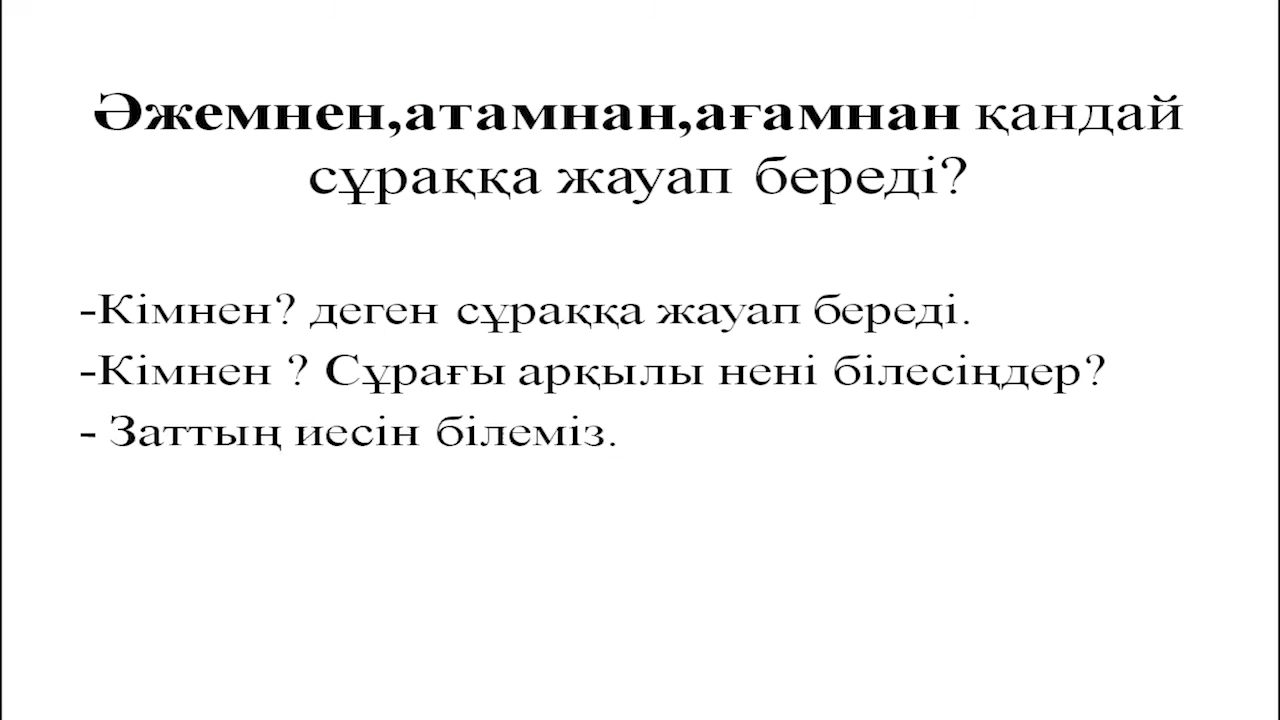 Әжемнен,атамнан,ағамнан қандай
сұраққа жауап береді?
-Кімнен? деген сұраққа жауап береді.
-Кімнен ? Сұрағы арқылы нені білесіңдер?
- Заттың иесін білеміз.